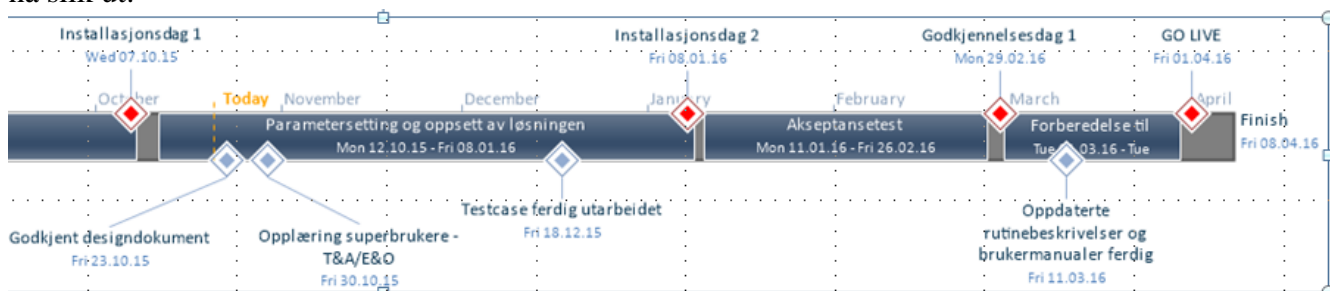 Installasjonsdag 1
Wed 07.10.15
Installasjonsdag 2
Fri 08.01.16
Godkjennelsesdag 1
Mon 29.02.16
GO LIVE
Fri 01.04.16
Today
November
December
January
February
March
April
Parametersetting og oppsett av løsningen
Mon 12.10.15 - Fri 08.01.16
Akseptansetest
Mon 11.01.16 - Fri 26.02.16
Forberedelse til
Tue 03.16 - Tue
Finish
Fri 08.04.16
Godkjent designdokument
Fri 23.10.15
Opplæring superbrukere -
T&A/E&O
Fri 30.10.15
Testcase ferdig utarbeidet
Fri 18.12.15
Oppdaterte
rutinebeskrivelser og
brukermanualer ferdig
Fri 11.03.16